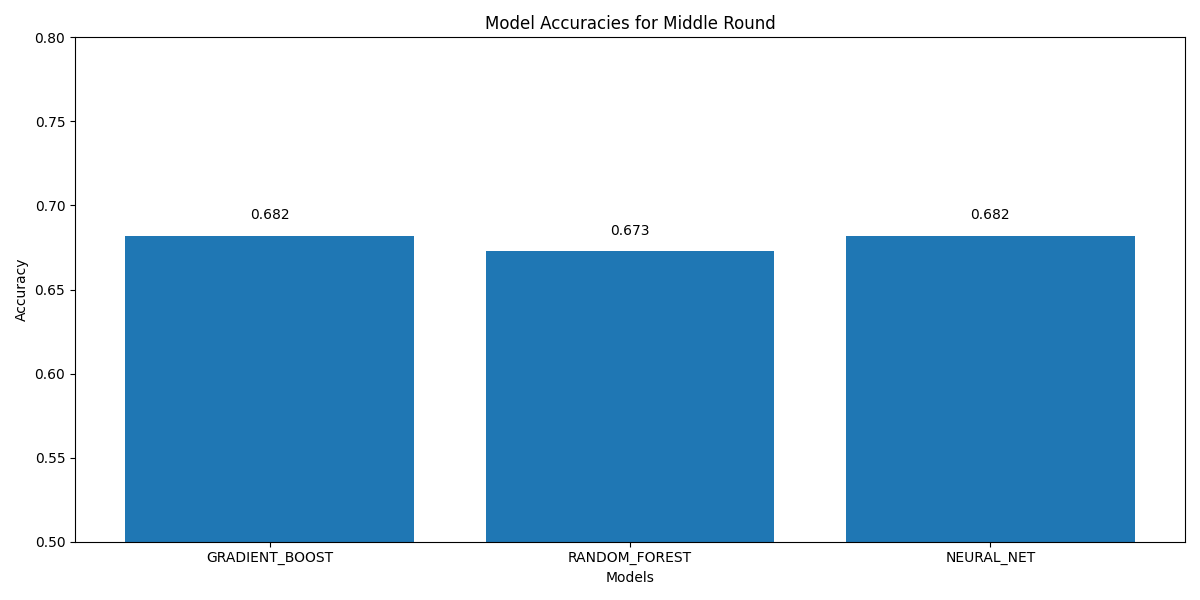 Model Accuracies for Middle Round
0.80
0.75
0.70
0.65
0.60
0.55
0.50
Accuracy
0.682
0.673
0.682
GRADIENT_BOOST
RANDOM_FOREST
NEURAL_NET
Models